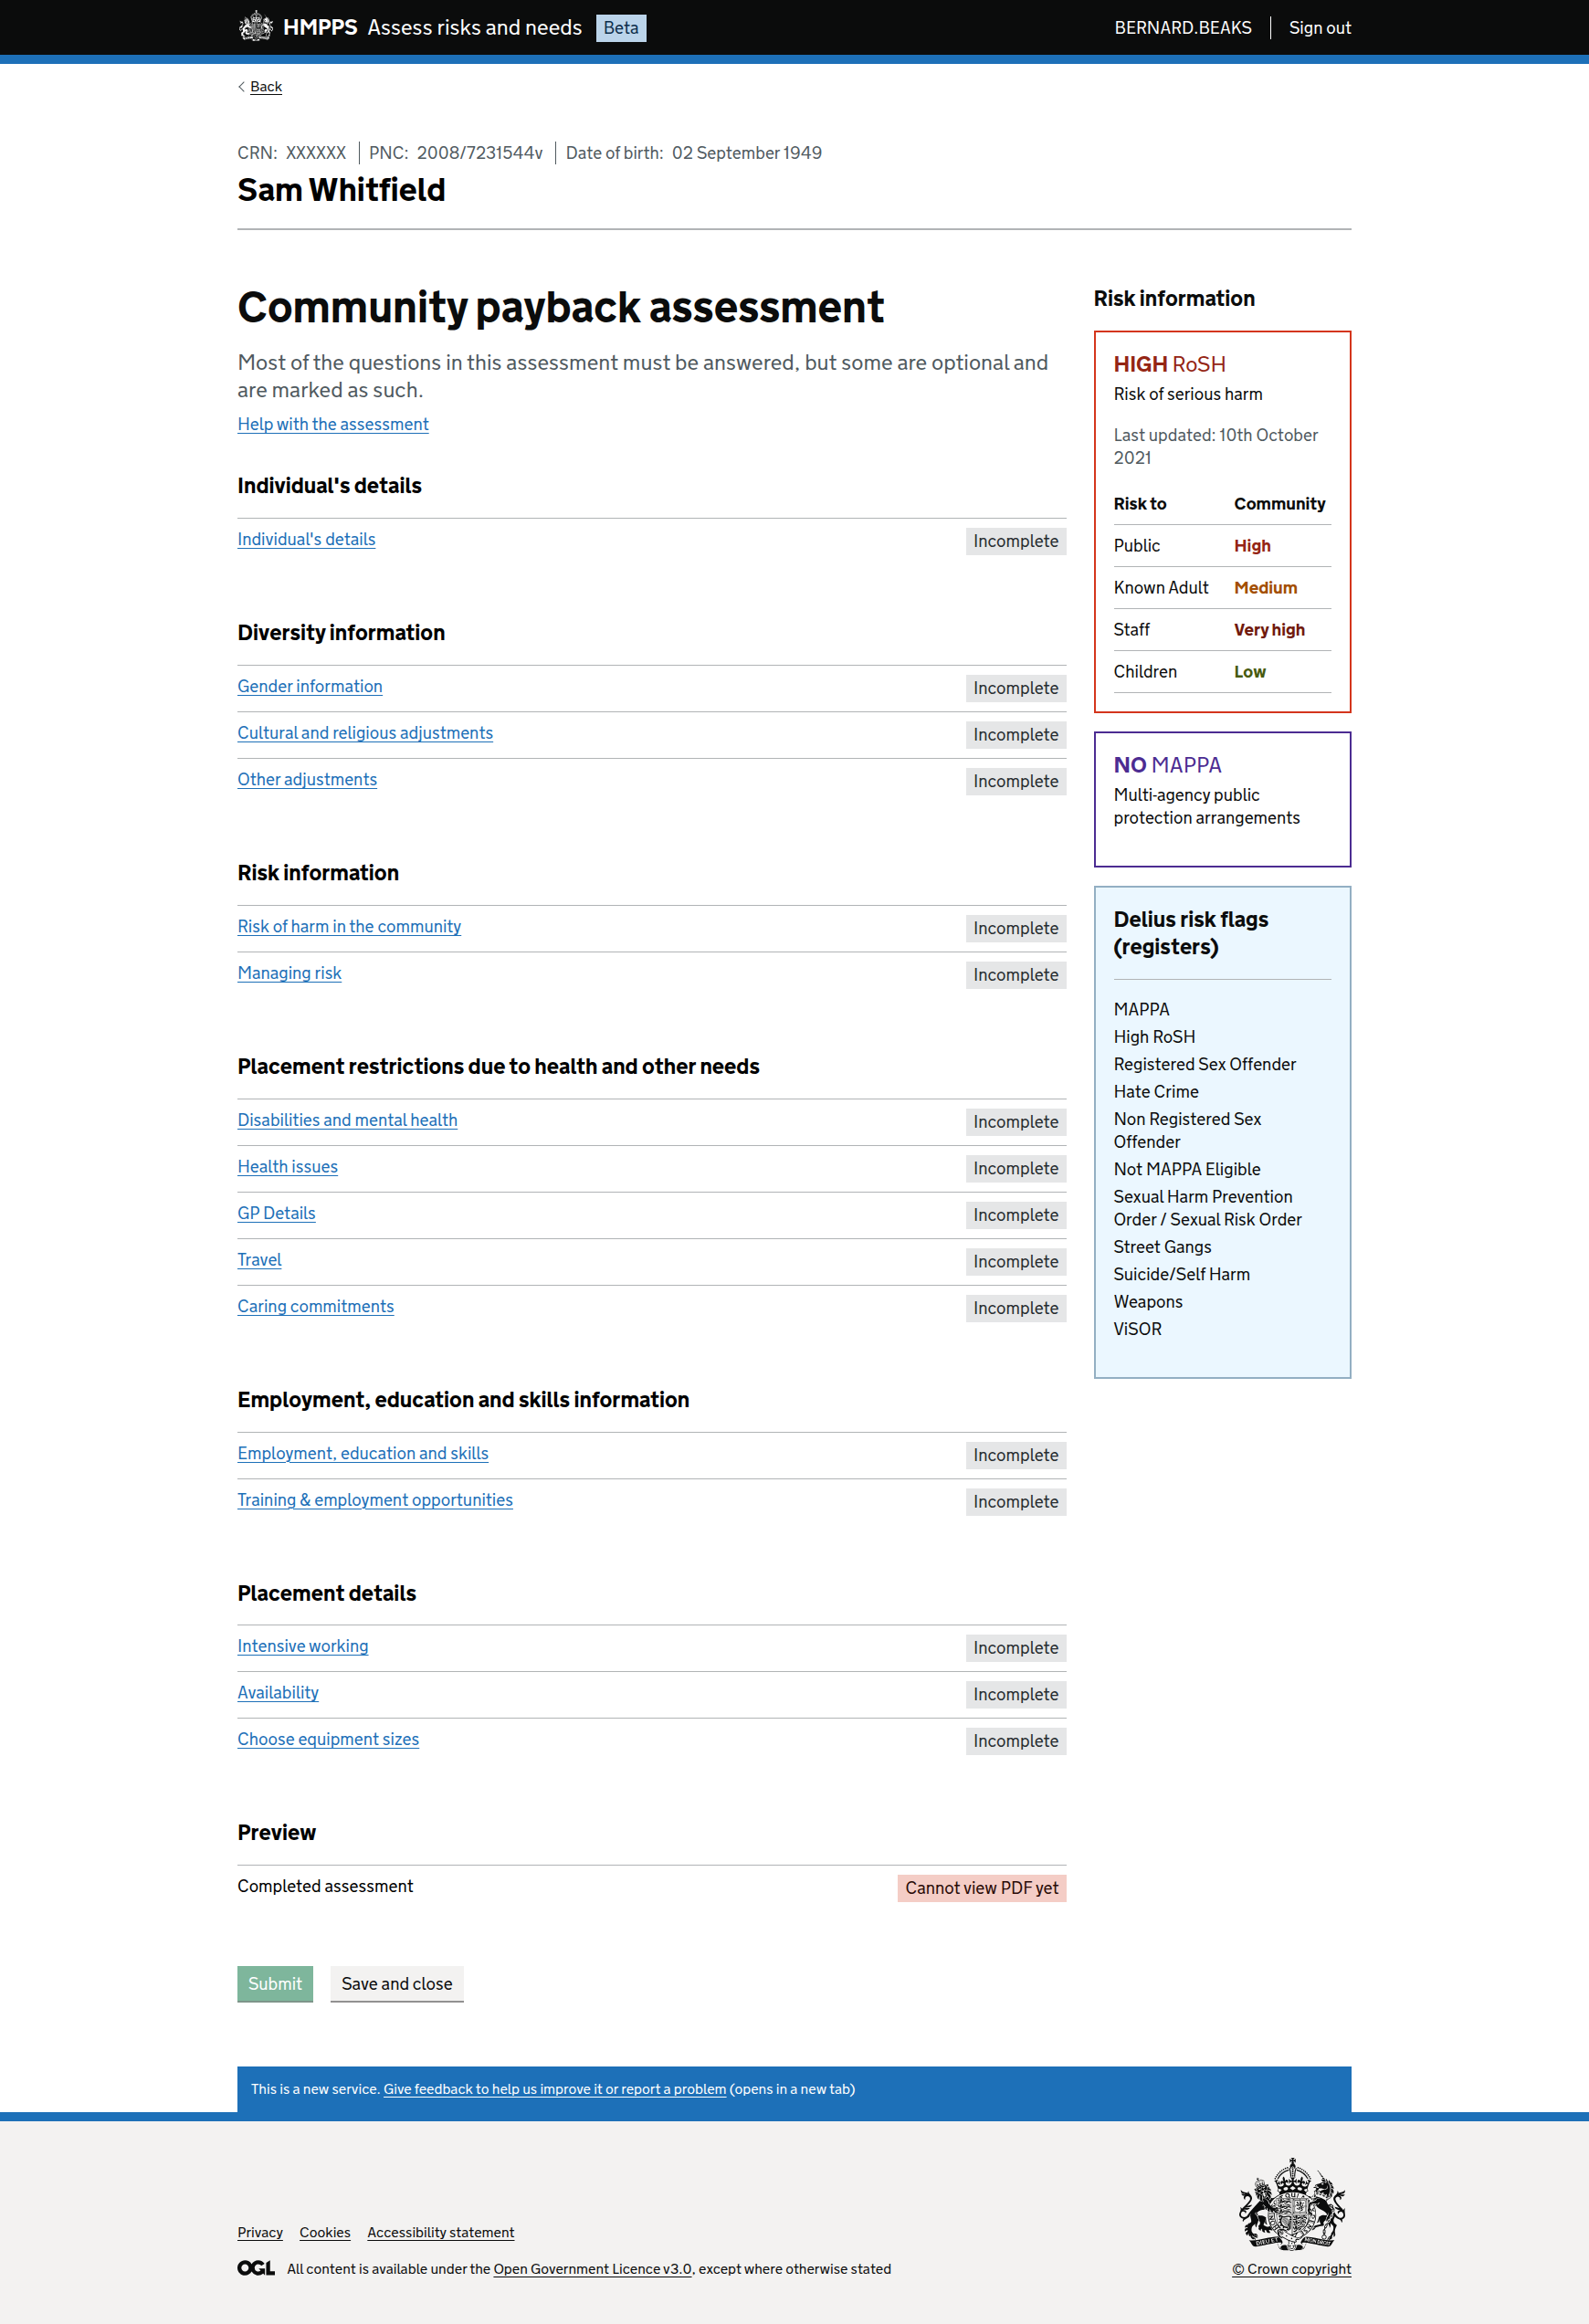 HMPPS Assess risks and needs Beta
BERNARD.BEAKS Sign out
Back
CRN: XXXXXX PNC: 2008/7231544v Date of birth: 02 September 1949
Sam Whitfield
Community payback assessment
Most of the questions in this assessment must be answered, but some are optional and
are marked as such.
Help with the assessment
Individual's details
Individual's details Incomplete
Diversity information
Gender information Incomplete
Cultural and religious adjustments Incomplete
Other adjustments Incomplete
Risk information
Risk of harm in the community Incomplete
Managing risk Incomplete
Placement restrictions due to health and other needs
Disabilities and mental health Incomplete
Health issues Incomplete
GP Details Incomplete
Travel Incomplete
Caring commitments Incomplete
Employment, education and skills information
Employment, education and skills Incomplete
Training & employment opportunities Incomplete
Placement details
Intensive working Incomplete
Availability Incomplete
Choose equipment sizes Incomplete
Preview
Completed assessment Cannot view PDF yet
Submit Save and close
Risk information
HIGH RoSH
Risk of serious harm
Last updated: 10th October
2021
Risk to Community
Public High
Known Adult Medium
Staff Very high
Children Low
NO MAPPA
Multi-agency public
protection arrangements
Delius risk flags
(registers)
MAPPA
High RoSH
Registered Sex Offender
Hate Crime
Non Registered Sex
Offender
Not MAPPA Eligible
Sexual Harm Prevention
Order / Sexual Risk Order
Street Gangs
Suicide/Self Harm
Weapons
ViSOR
This is a new service. Give feedback to help us improve it or report a problem (opens in a new tab)
Privacy Cookies Accessibility statement
OGL All content is available under the Open Government Licence v3.0, except where otherwise stated
© Crown copyright